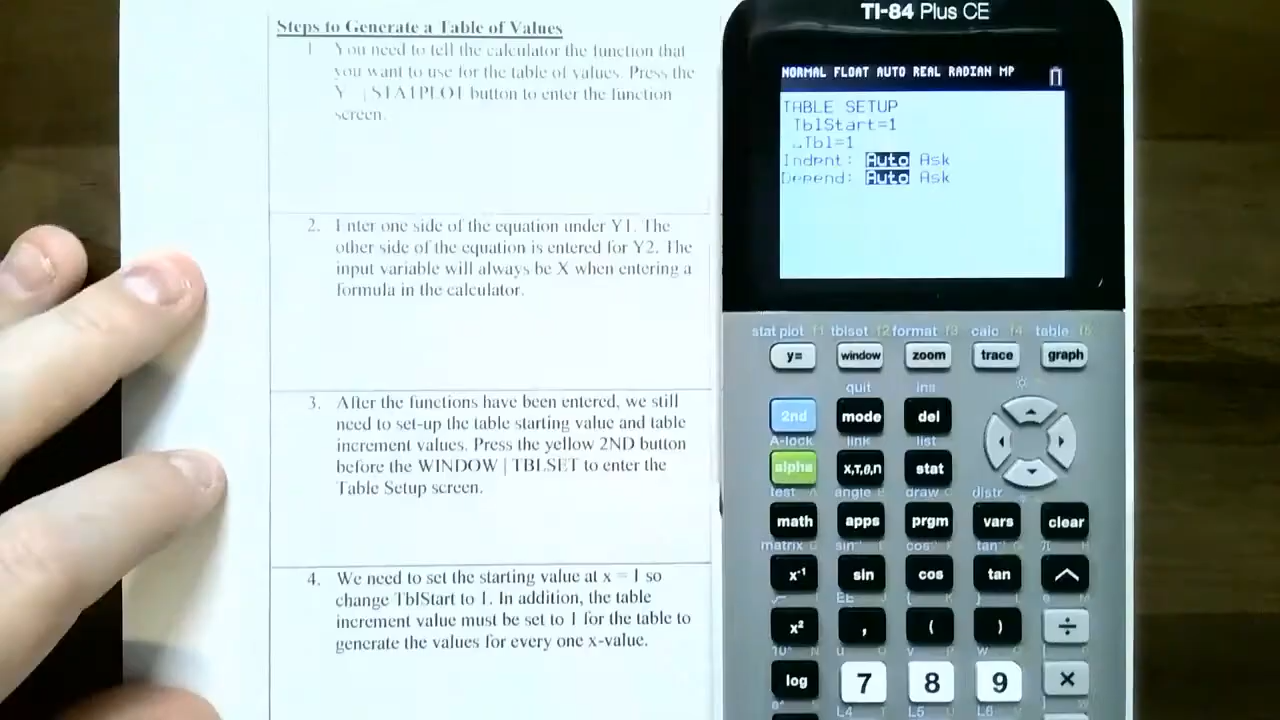 Steps to Generate a Table of Values
1. You need to tell the calculator the function that
you want to use for the table of values. Press the
Y | STATPLOT button to enter the function
screen.
2. Enter one side of the equation under Y1. The
other side of the equation is entered for Y2. The
input variable will always be X when entering a
formula in the calculator.
3. After the functions have been entered, we still
need to set-up the table starting value and table
increment values. Press the yellow 2ND button
before the WINDOW | TBLSET to enter the
Table Setup screen.
4. We need to set the starting value at x = 1 so
change TblStart to 1. In addition, the table
increment value must be set to 1 for the table to
generate the values for every one x-value.
TI-84 Plus CE
NORMAL FLOAT AUTO REAL RADIAN MP
TABLE SETUP
TblStart=1
Tbl=1
Indpnt: Auto Ask
Depend: Auto Ask
stat plot f1 tblset f2 format f3 calc f4 table f5
y= window zoom trace graph
quit ins
2nd mode del
A-lock link list
alpha X,T,θ,n stat
test A angle B draw C distr
math apps prgm vars clear
matrix D sin⁻¹ E cos⁻¹ F tan⁻¹ G π H
x⁻¹ sin cos tan ^
√ I EE J
x² , ( ) ÷
10ˣ N u O v P w Q
log 7 8 9 ×
eˣ L4 L5 L6